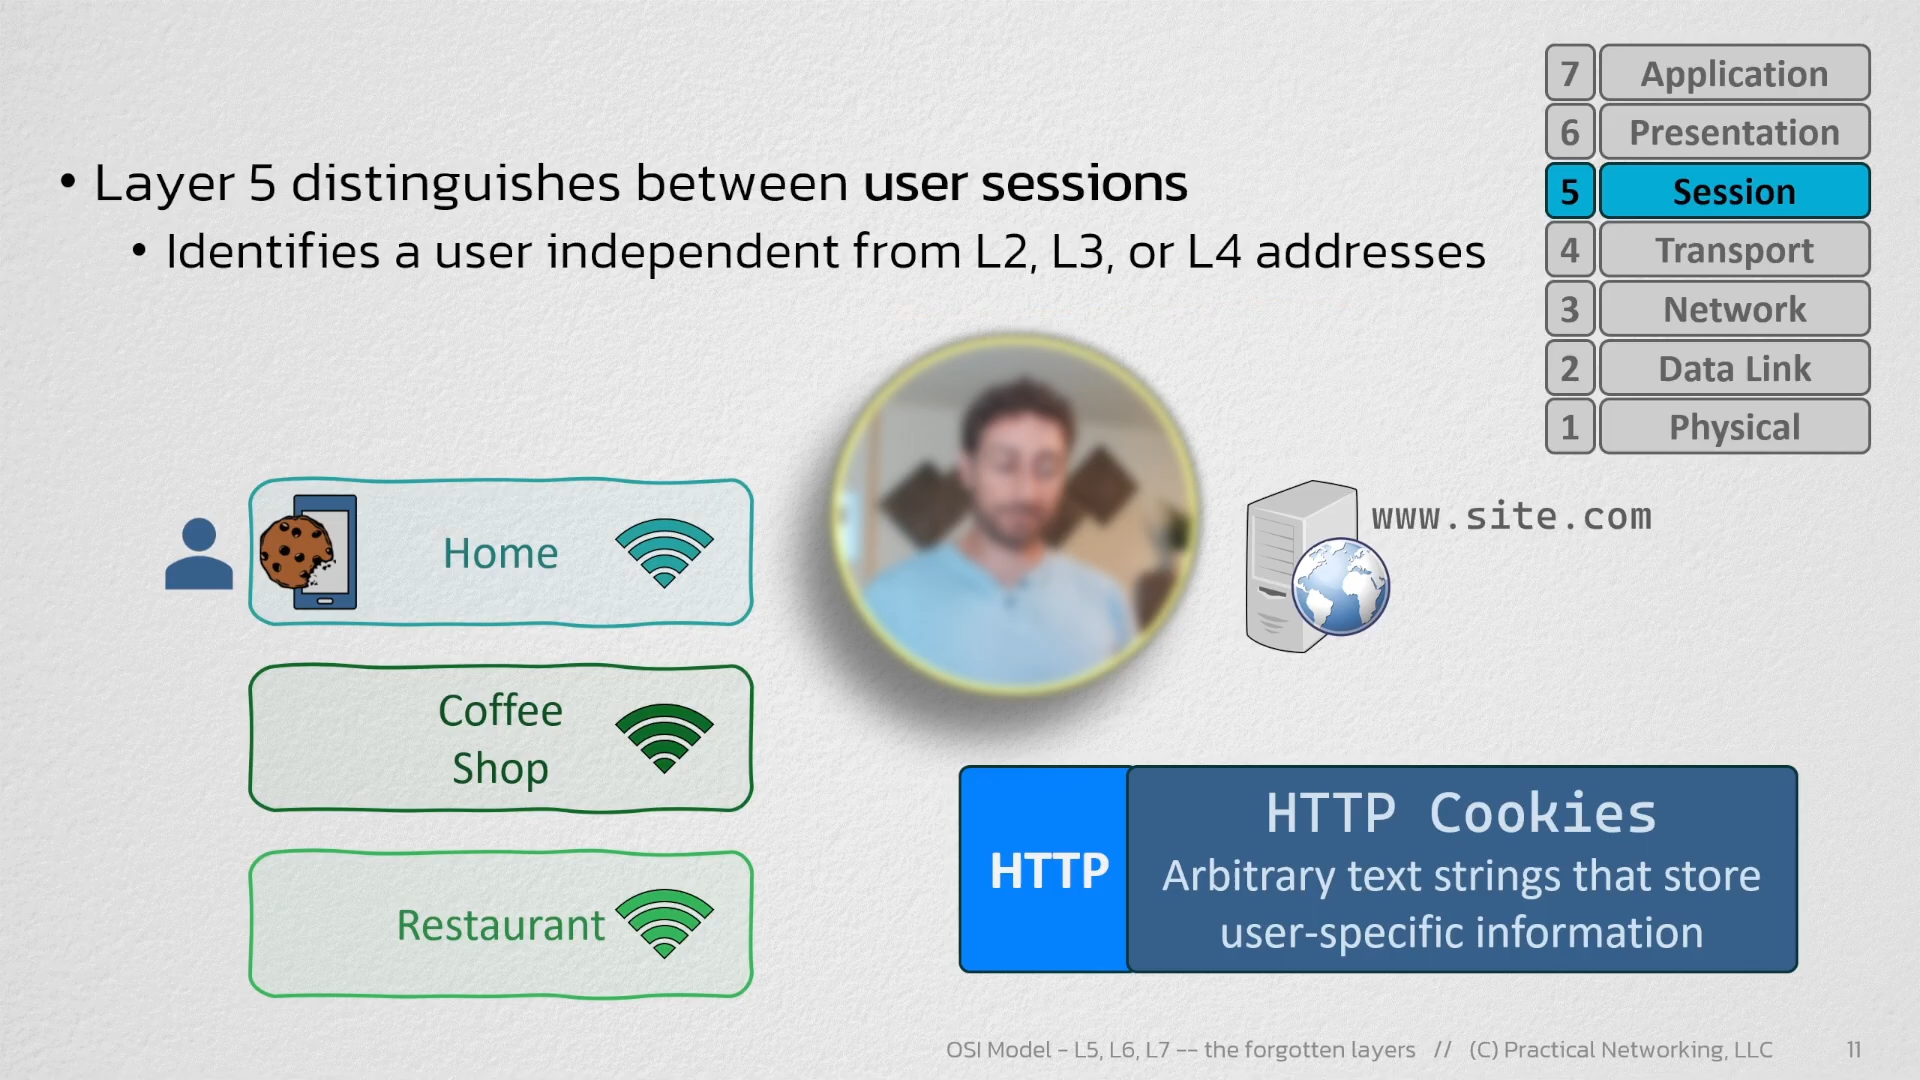 • Layer 5 distinguishes between user sessions
• Identifies a user independent from L2, L3, or L4 addresses
7 Application
6 Presentation
5 Session
4 Transport
3 Network
2 Data Link
1 Physical
Home
Coffee
Shop
Restaurant
www.site.com
HTTP
HTTP Cookies
Arbitrary text strings that store
user-specific information
OSI Model - L5, L6, L7 -- the forgotten layers // (C) Practical Networking, LLC 11